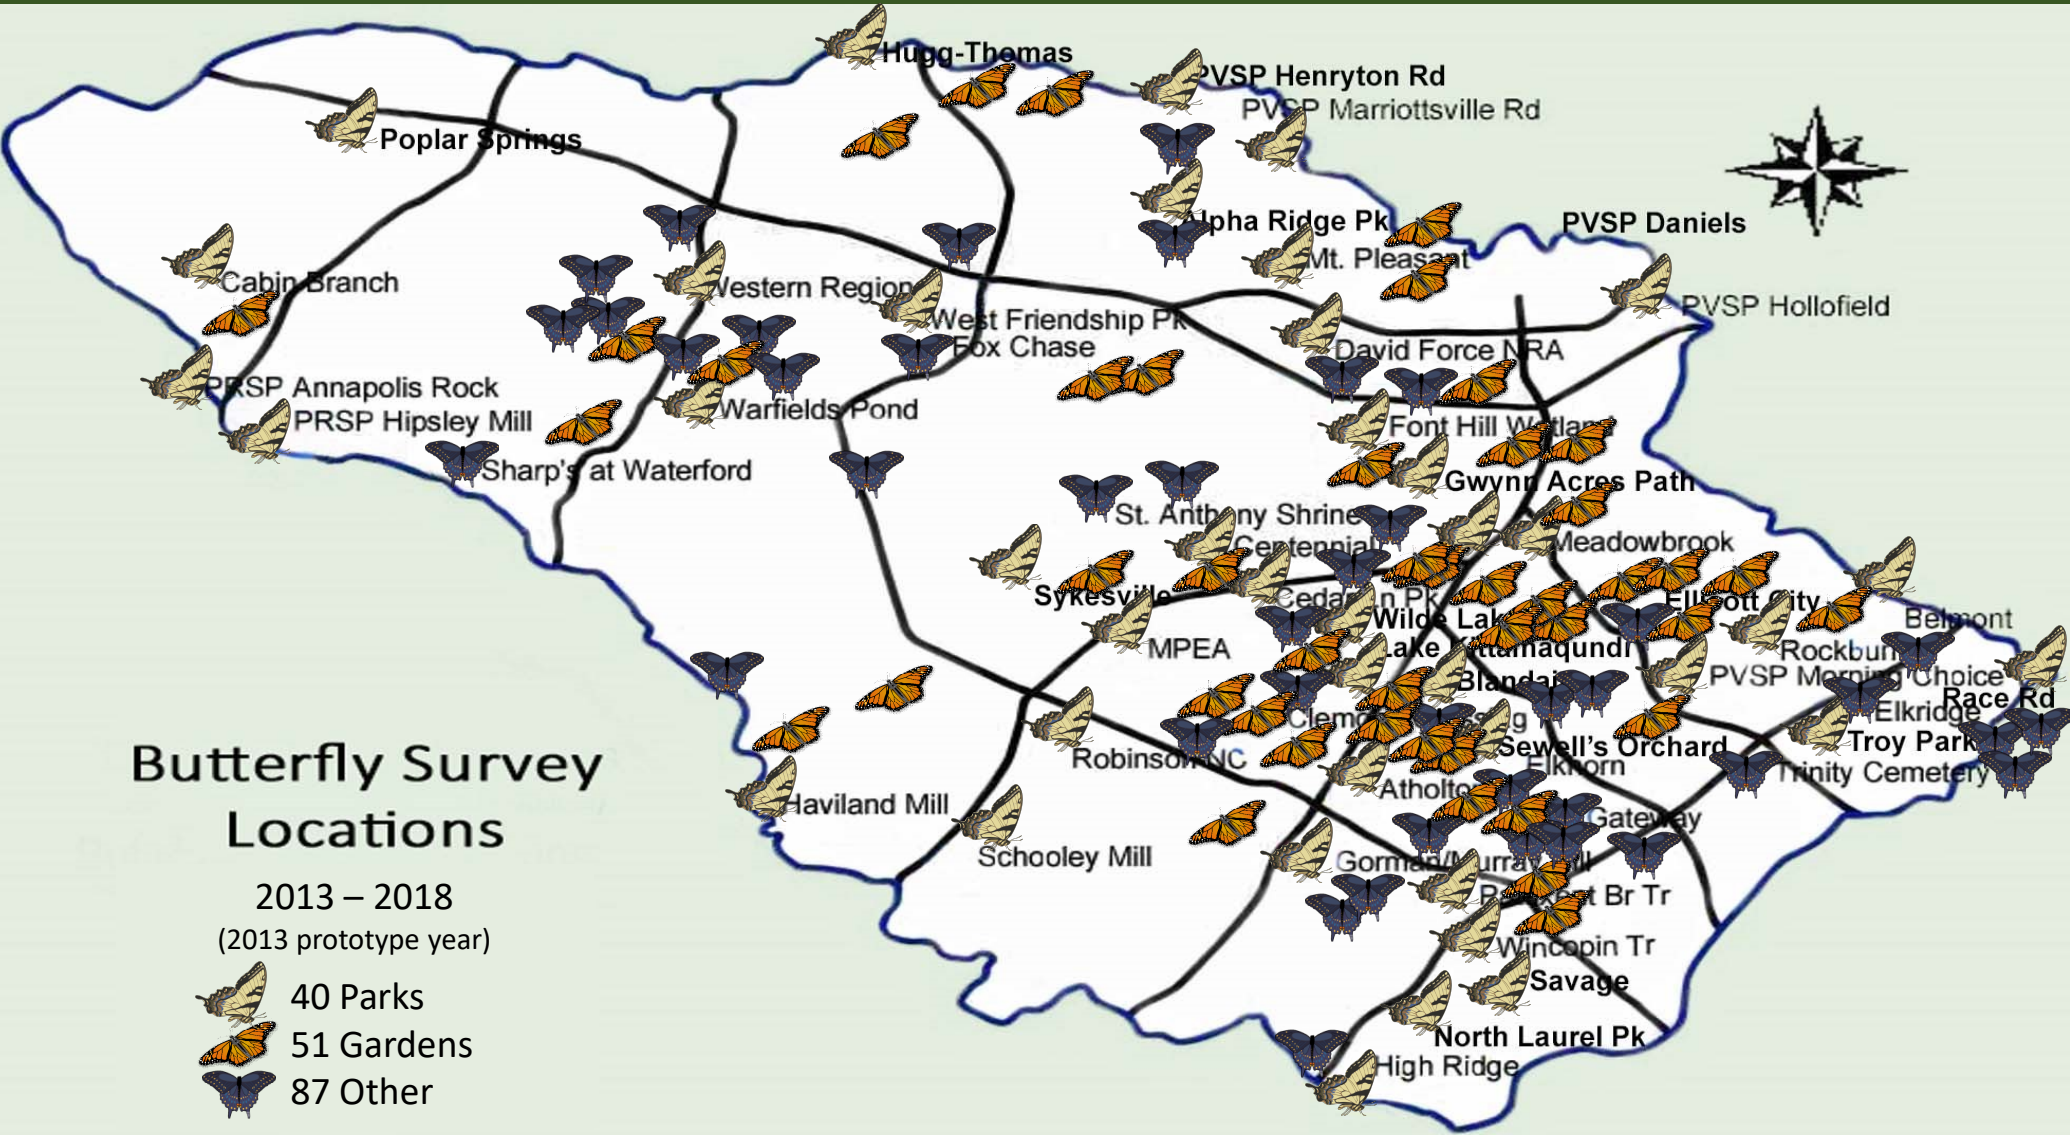 Hugg-Thomas
PVSP Henryton Rd
PVSP Marriottsville Rd
Poplar Springs
Alpha Ridge Pk
PVSP Daniels
Mt. Pleasant
Cabin Branch
Western Region
PVSP Hollofield
West Friendship Pk
Fox Chase
David Force NRA
PRSP Annapolis Rock
Warfields Pond
PRSP Hipsley Mill
Font Hill Wetland
Sharp's at Waterford
Gwynn Acres Path
St. Anthony Shrine
Centennial
Meadowbrook
Sykesville
Pk
Ellicott City
Wilde Lake
Belmont
MPEA
Lake Kittamaqundi
PVSP Morning Choice
Race Rd
Elkridge
Troy Park
Sewell's Orchard
Robinson NC
Elkhorn
Trinity Cemetery
Haviland Mill
Gateway
Schooley Mill
Gorman/Murray Hill
Br Tr
Wincopin Tr
Savage
North Laurel Pk
High Ridge
Butterfly Survey
Locations
2013 – 2018
(2013 prototype year)
40 Parks
51 Gardens
87 Other